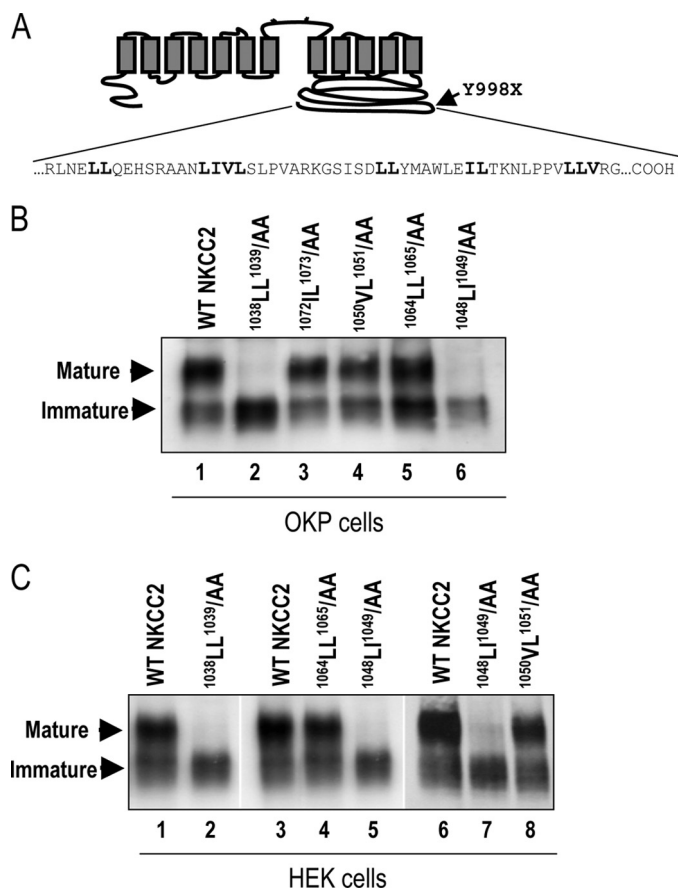 A
Y998X
...RLNELLQEHSRAANLIVLSLPVARKGSISDLLYMAWLEILTKNLPPVLLVRG...COOH
B
WT NKCC2
1038LL1039/AA
1072IL1073/AA
1050VL1051/AA
1064LL1065/AA
1048LI1049/AA
Mature
Immature
1 2 3 4 5 6
OKP cells
C
WT NKCC2
1038LL1039/AA
WT NKCC2
1064LL1065/AA
1048LI1049/AA
WT NKCC2
1048LI1049/AA
1050VL1051/AA
Mature
Immature
1 2 3 4 5 6 7 8
HEK cells